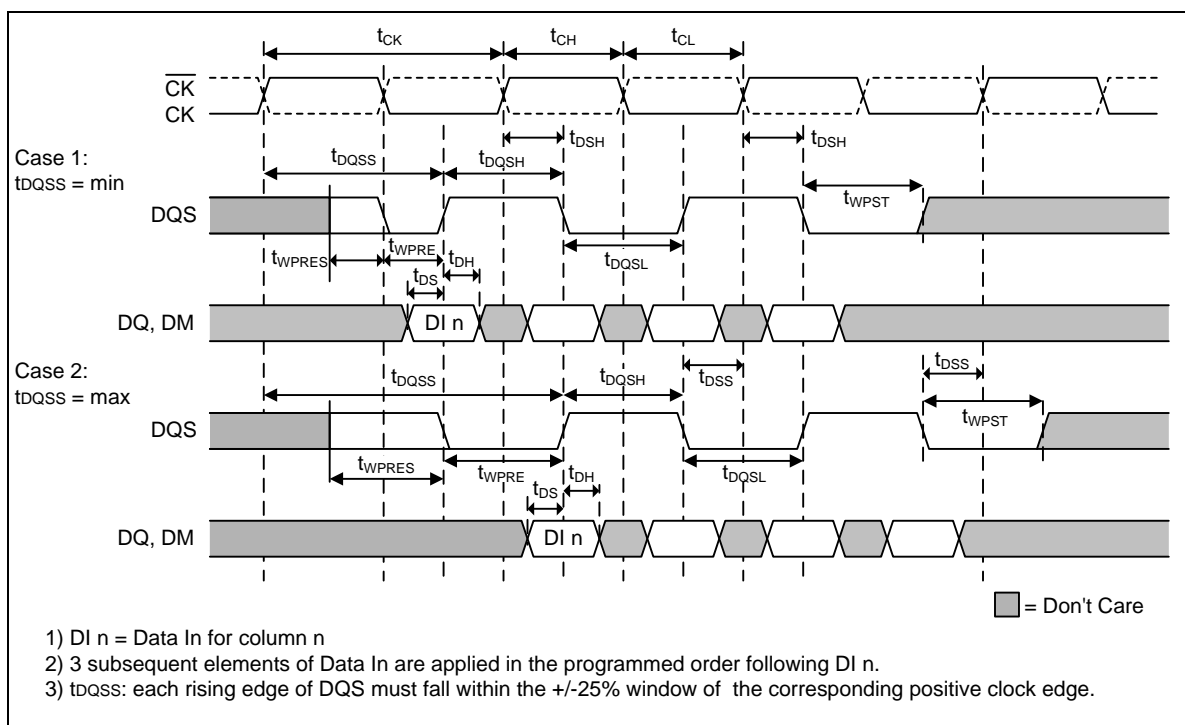 tCK tCH tCL
CK
CK
tDSH tDSH
Case 1:
tDQSS = min
tDQSS tDQSH
tWPST
DQS
tWPRES tWPRE tDH tDQSL
tDS
DQ, DM DI n
Case 2:
tDQSS = max
tDQSS tDQSH tDSS tDSS
tWPST
DQS
tWPRES tWPRE tDH tDQSL
tDS
DQ, DM DI n
= Don't Care
1) DI n = Data In for column n
2) 3 subsequent elements of Data In are applied in the programmed order following DI n.
3) tDQSS: each rising edge of DQS must fall within the +/-25% window of the corresponding positive clock edge.